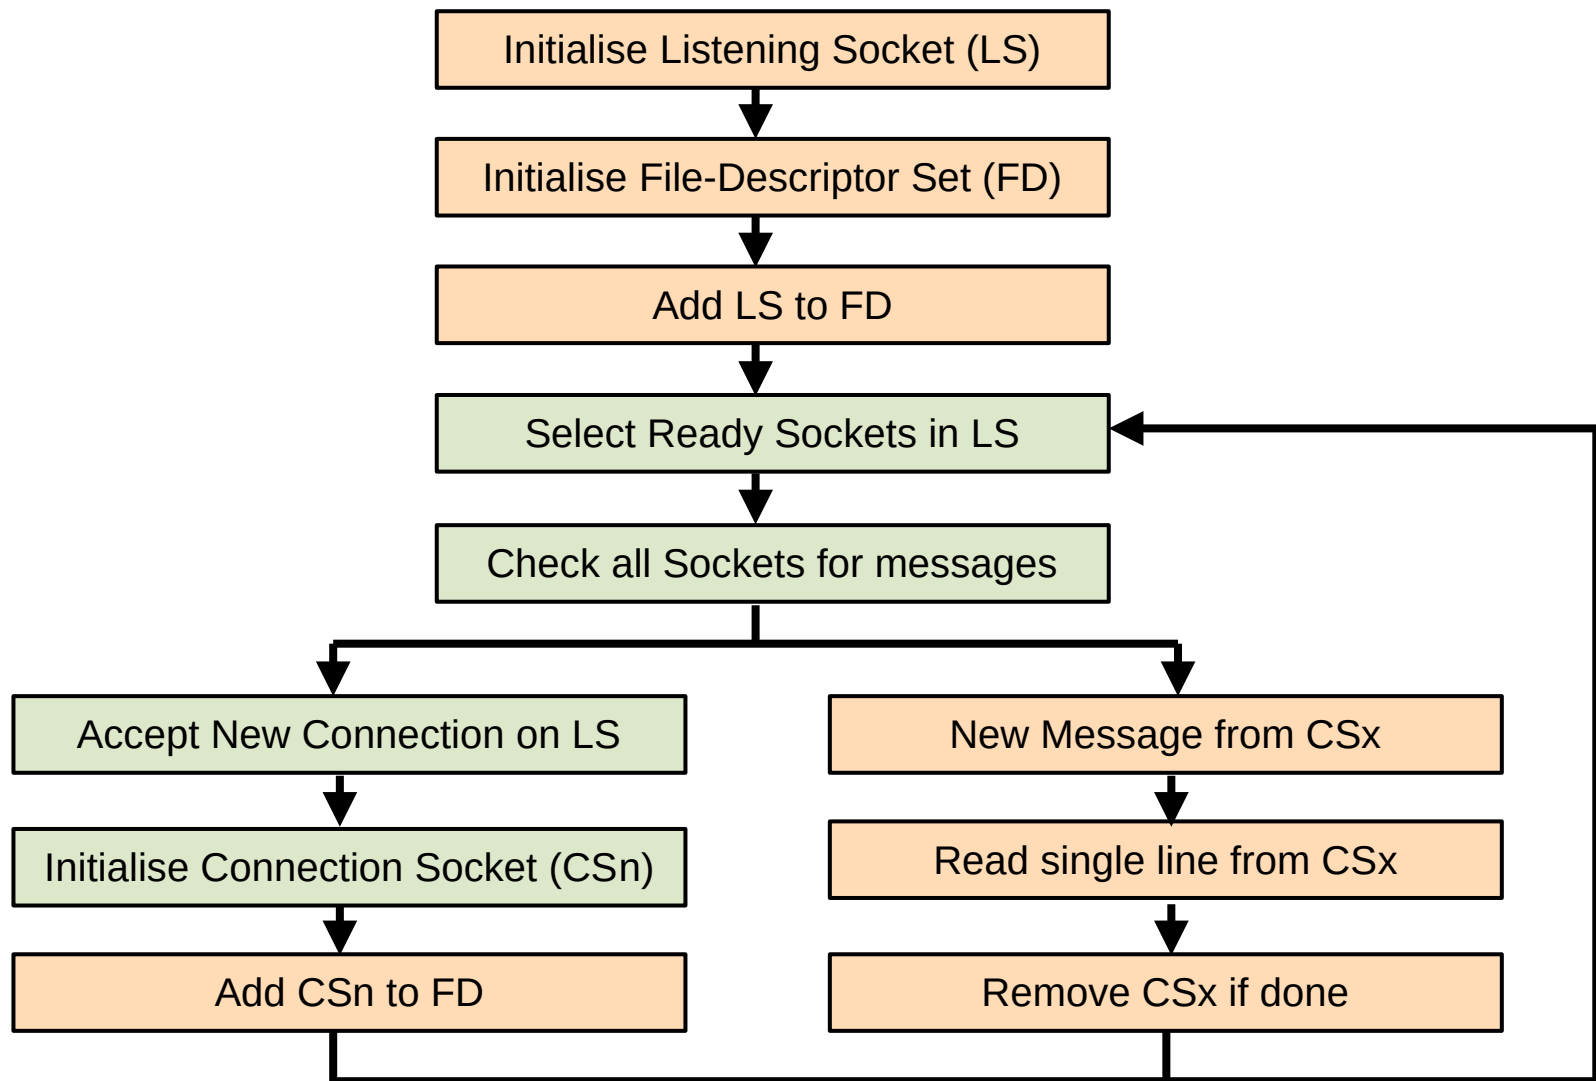 Initialise Listening Socket (LS)
Initialise File-Descriptor Set (FD)
Add LS to FD
Select Ready Sockets in LS
Check all Sockets for messages
Accept New Connection on LS
Initialise Connection Socket (CSn)
Add CSn to FD
New Message from CSx
Read single line from CSx
Remove CSx if done